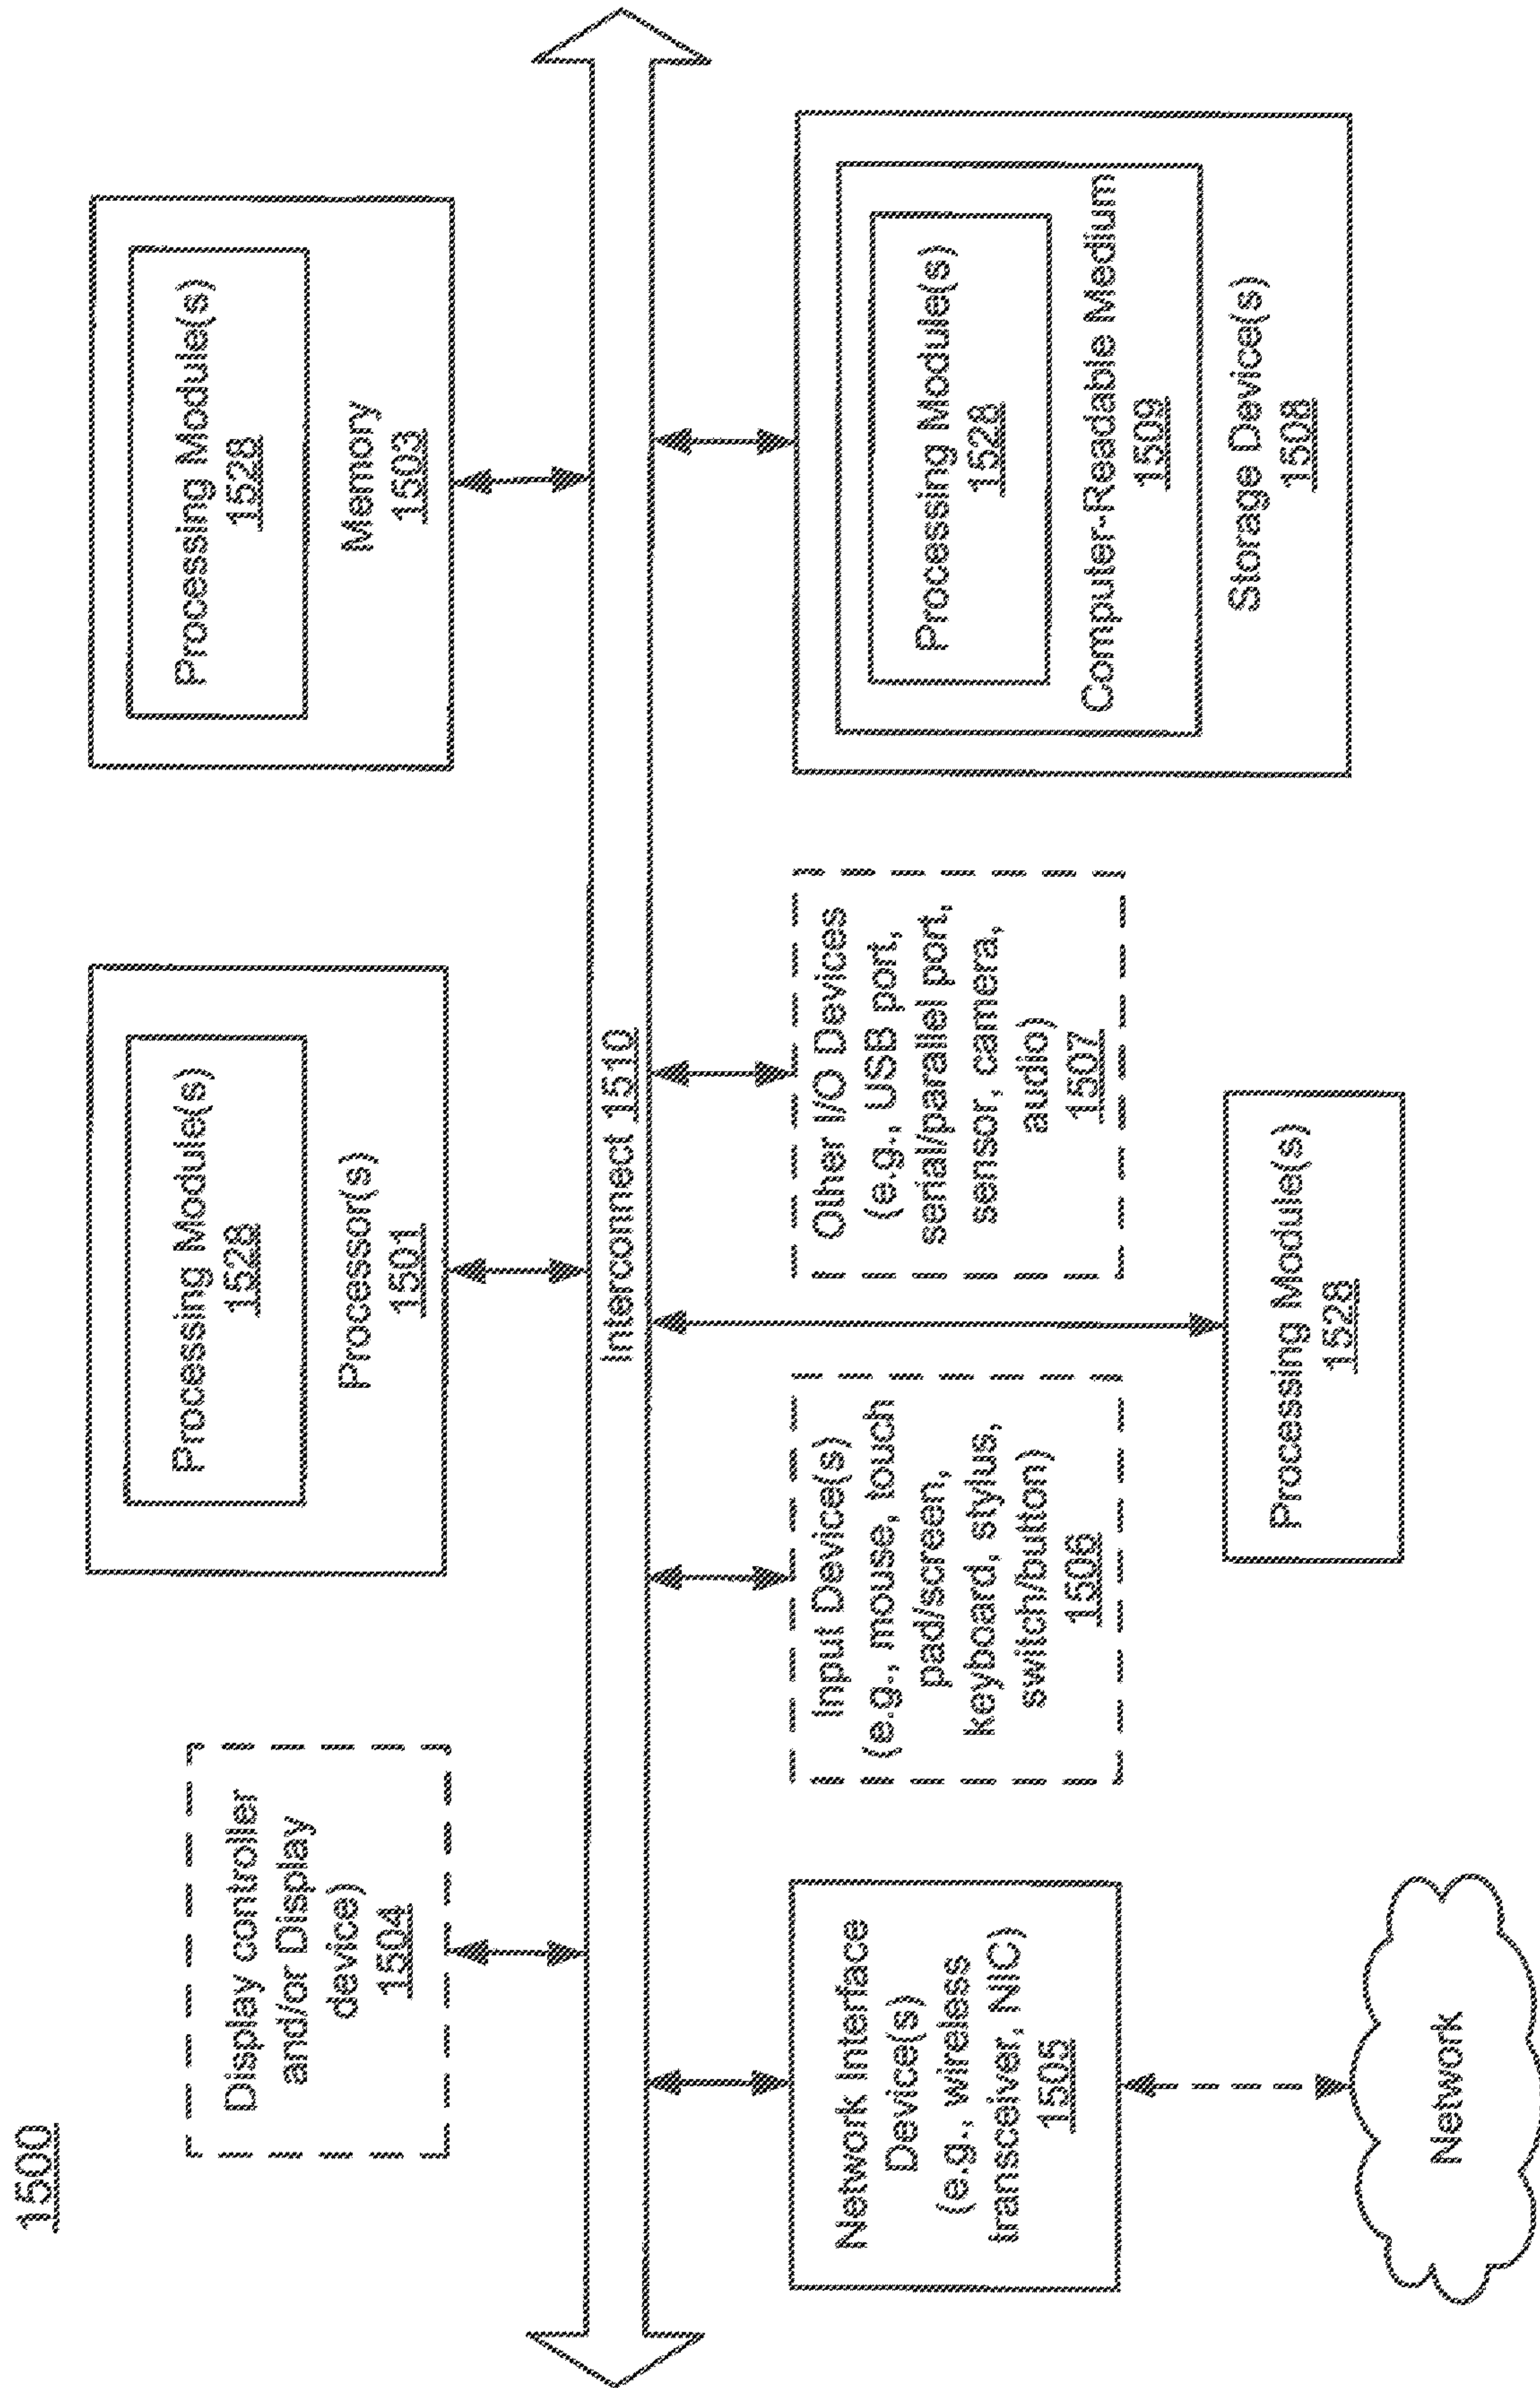 1500
Display controller
and/or Display
device)
1504
Processing Module(s)
1528
Processor(s)
1501
Processing Module(s)
1528
Memory
1503
Interconnect 1510
Network Interface
Device(s)
(e.g., wireless
transceiver, NIC)
1505
Input Device(s)
(e.g., mouse, touch
pad/screen,
keyboard, stylus,
switch/button)
1506
Other I/O Devices
(e.g., USB port,
serial/parallel port,
sensor, camera,
audio)
1507
Processing Module(s)
1528
Computer-Readable Medium
1509
Storage Device(s)
1508
Processing Module(s)
1528
Network